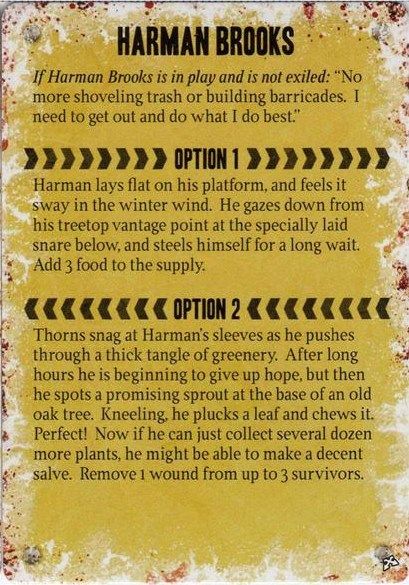 HARMAN BROOKS
If Harman Brooks is in play and is not exiled: “No
more shoveling trash or building barricades.  I
need to get out and do what I do best.”
OPTION 1
Harman lays flat on his platform, and feels it
sway in the winter wind.  He gazes down from
his treetop vantage point at the specially laid
snare below, and steels himself for a long wait.
Add 3 food to the supply.
OPTION 2
Thorns snag at Harman’s sleeves as he pushes
through a thick tangle of greenery.  After long
hours he is beginning to give up hope, but then
he spots a promising sprout at the base of an old
oak tree.  Kneeling, he plucks a leaf and chews it.
Perfect!  Now if he can just collect several dozen
more plants, he might be able to make a decent
salve.  Remove 1 wound from up to 3 survivors.